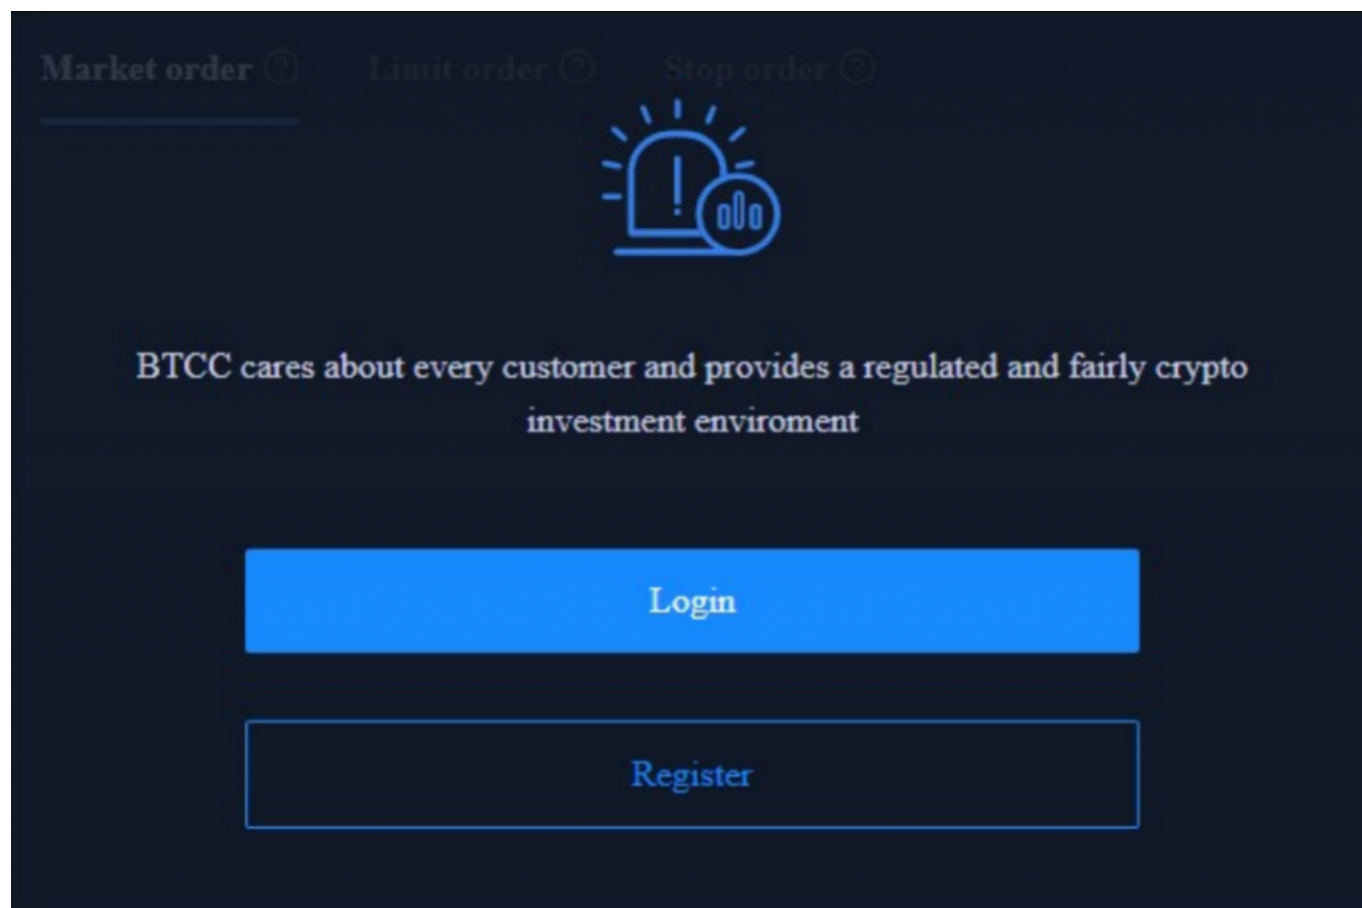 Market order
Limit order
Stop order
BTCC cares about every customer and provides a regulated and fairly crypto
investment enviroment
Login
Register